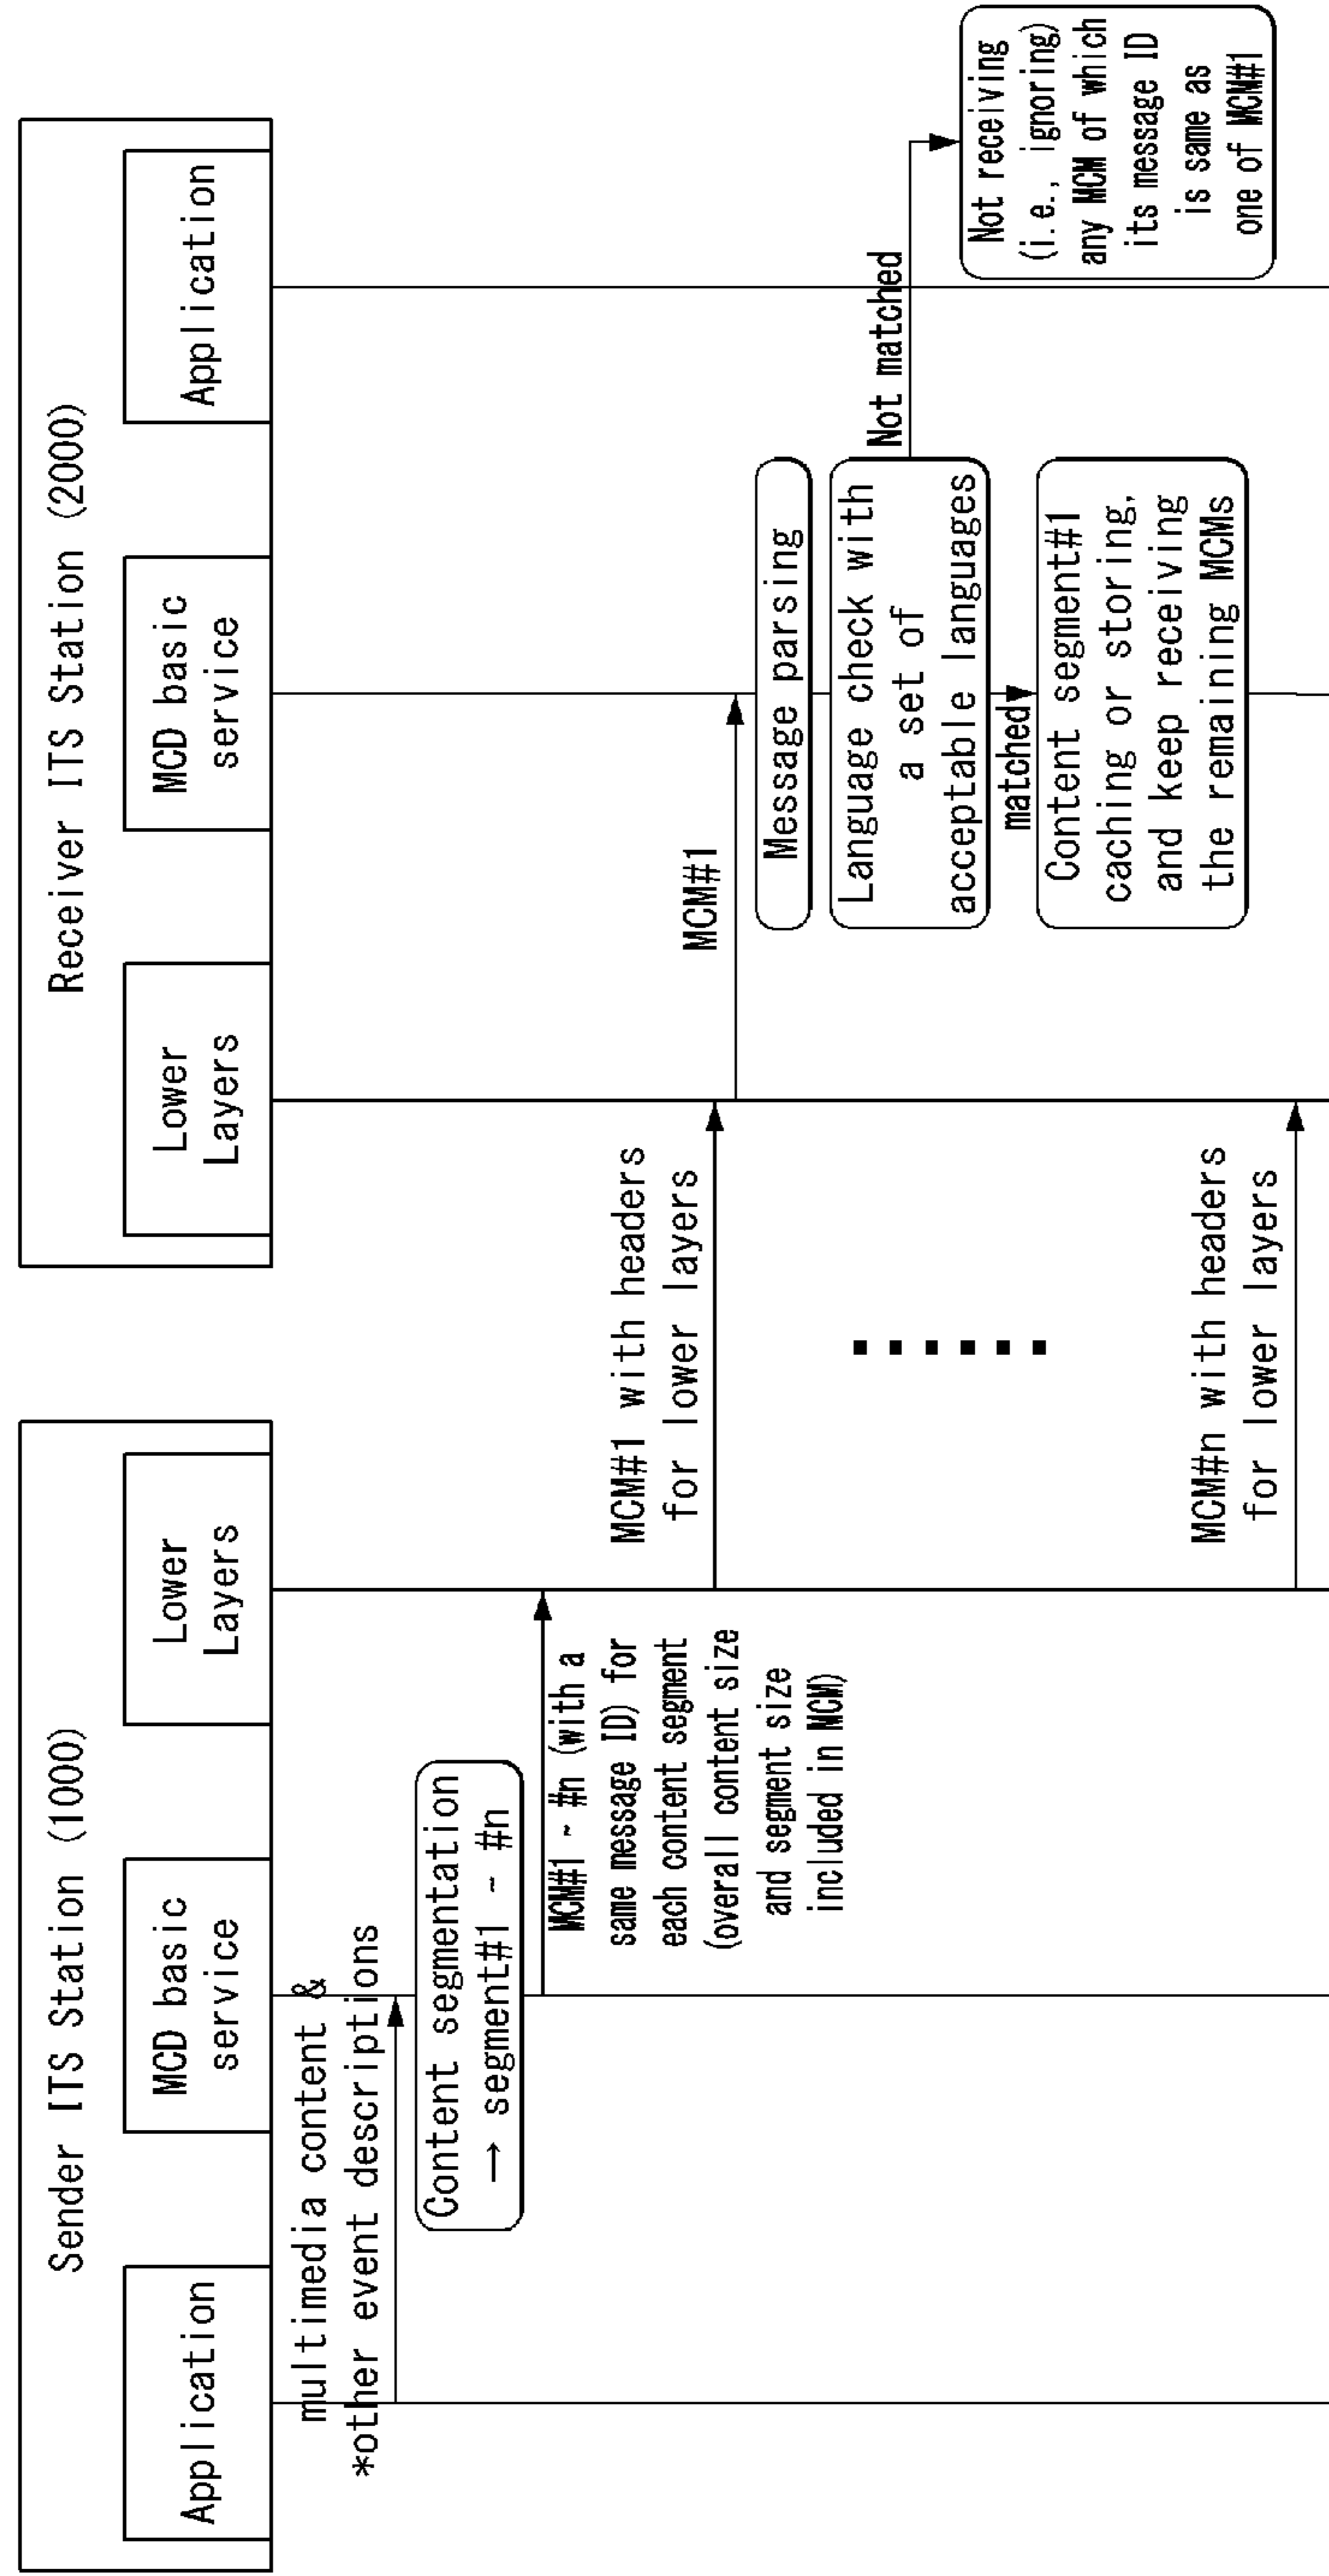 Sender ITS Station (1000)
Application
MCD basic
service
Lower
Layers
Receiver ITS Station (2000)
Lower
Layers
MCD basic
service
Application
multimedia content &
*other event descriptions
Content segmentation
→ segment#1 ~ #n
MCM#1 ~ #n (with a
same message ID) for
each content segment
(overall content size
and segment size
included in MCM)
MCM#1 with headers
for lower layers
MCM#1
Message parsing
Language check with
a set of
acceptable languages
Not matched
Not receiving
(i.e., ignoring)
any MCM of which
its message ID
is same as
one of MCM#1
matched
Content segment#1
caching or storing,
and keep receiving
the remaining MCMs
MCM#n with headers
for lower layers